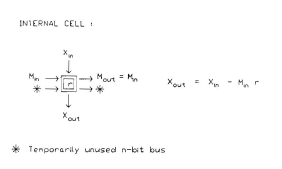 INTERNAL CELL :
X_in
M_in r M_out = M_in
* *
X_out
X_out = X_in - M_in r
* Temporarily unused n-bit bus